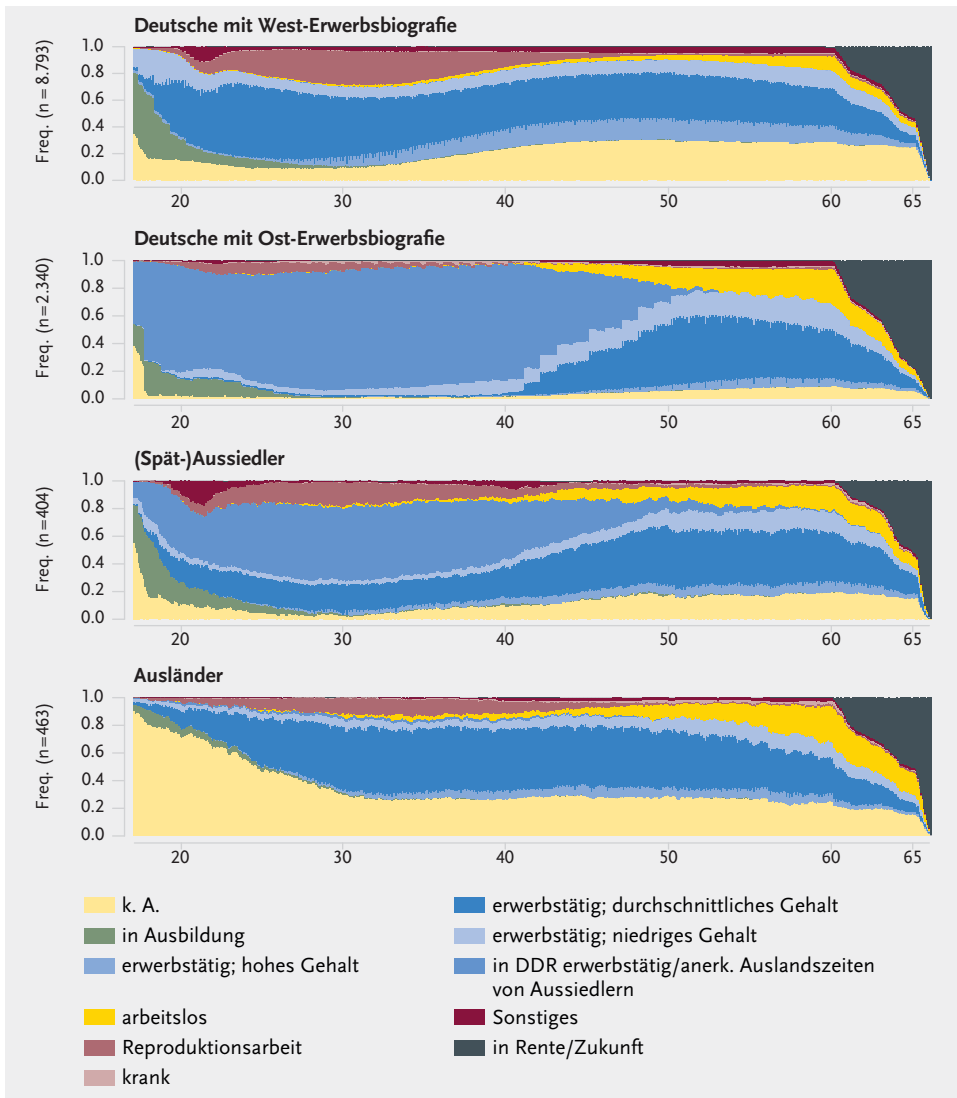 Deutsche mit West-Erwerbsbiografie
Freq. (n = 8.793)
1.0
0.8
0.6
0.4
0.2
0.0
20 30 40 50 60 65
Deutsche mit Ost-Erwerbsbiografie
Freq. (n=2.340)
1.0
0.8
0.6
0.4
0.2
0.0
20 30 40 50 60 65
(Spät-)Aussiedler
Freq. (n=404)
1.0
0.8
0.6
0.4
0.2
0.0
20 30 40 50 60 65
Ausländer
Freq. (n=463)
1.0
0.8
0.6
0.4
0.2
0.0
20 30 40 50 60 65
k. A.
in Ausbildung
erwerbstätig; hohes Gehalt
arbeitslos
Reproduktionsarbeit
krank
erwerbstätig; durchschnittliches Gehalt
erwerbstätig; niedriges Gehalt
in DDR erwerbstätig/anerk. Auslandszeiten
von Aussiedlern
Sonstiges
in Rente/Zukunft